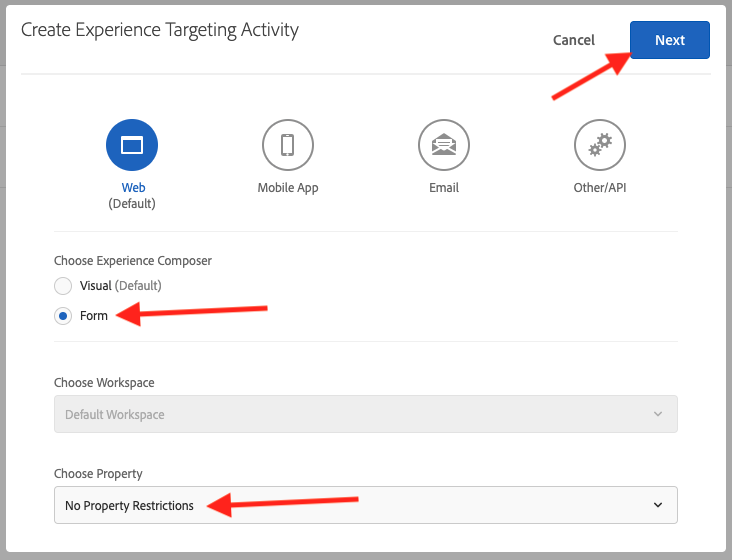 Create Experience Targeting Activity
Cancel
Next
Web
(Default)
Mobile App
Email
Other/API
Choose Experience Composer
Visual (Default)
Form
Choose Workspace
Default Workspace
Choose Property
No Property Restrictions